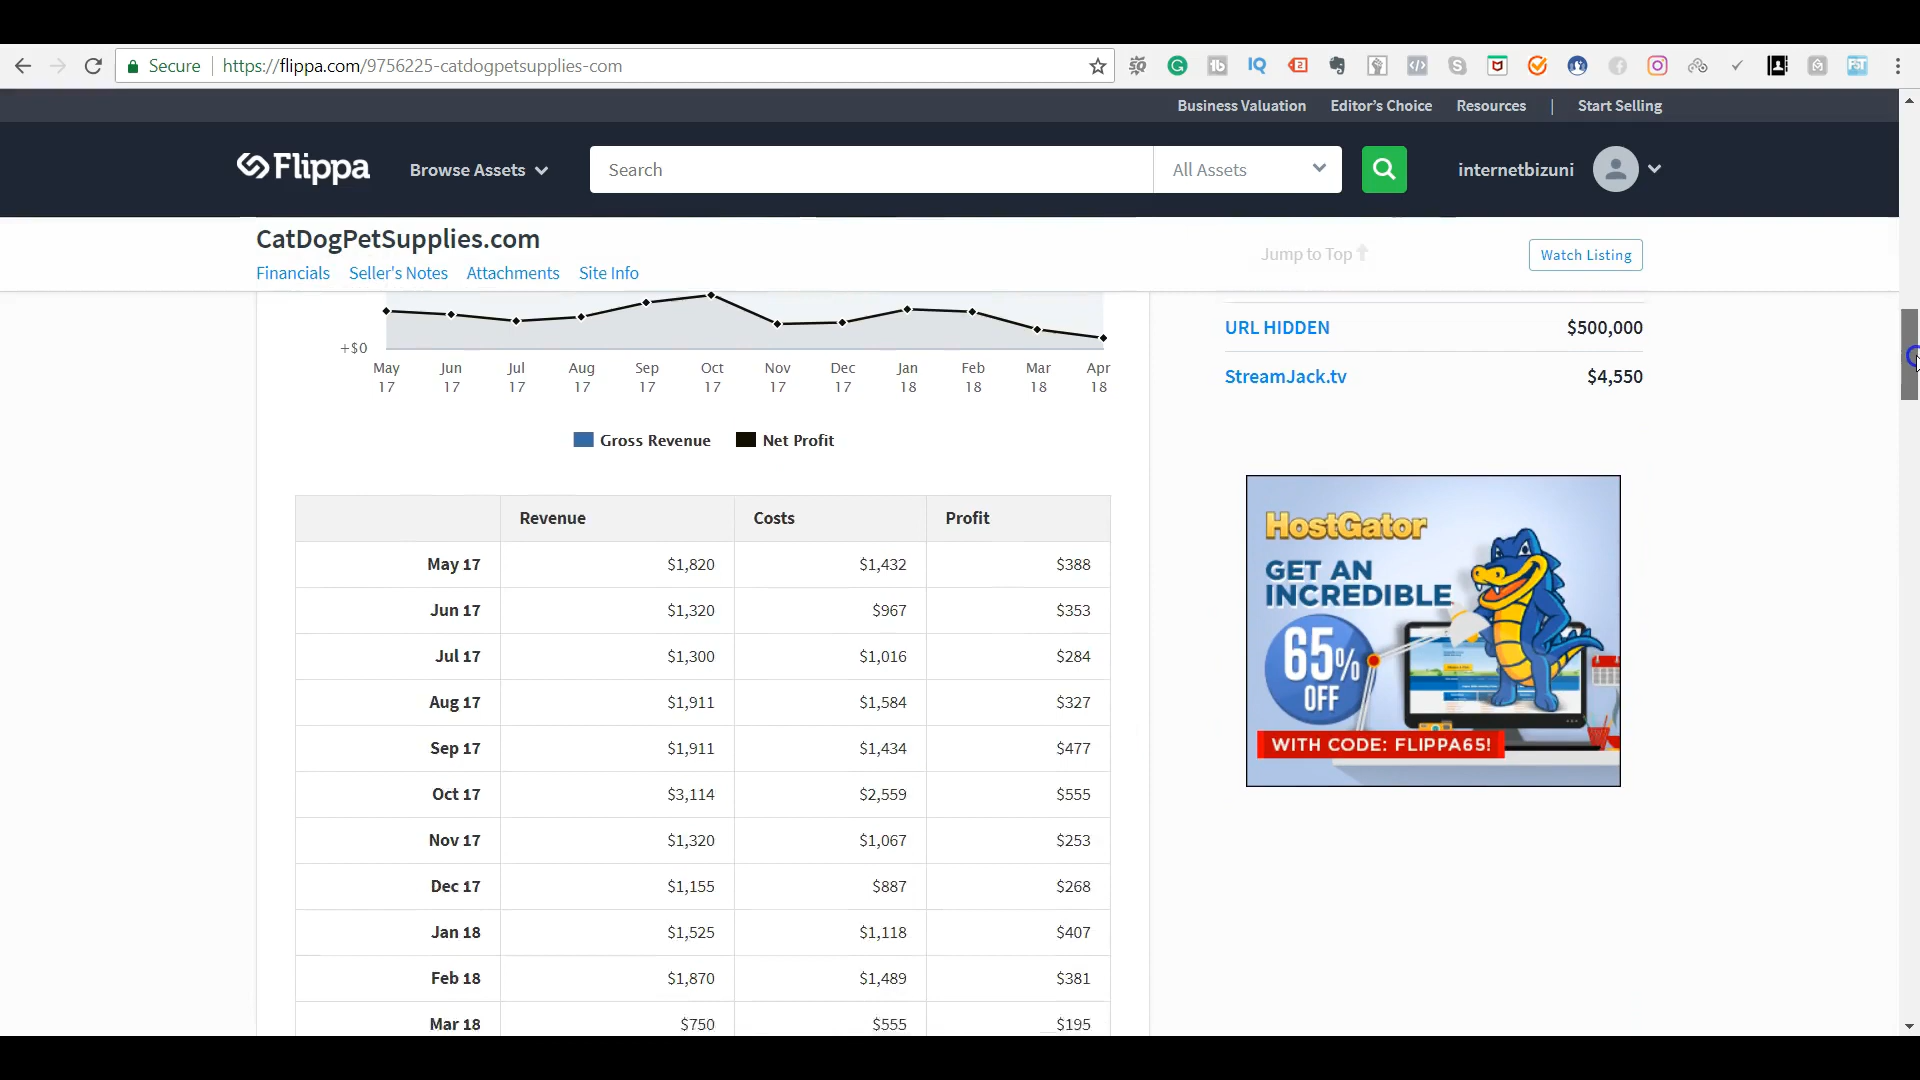 Secure https://flippa.com/9756225-catdogpetsupplies-com
Business Valuation Editor's Choice Resources | Start Selling
Flippa Browse Assets Search All Assets internetbizuni
CatDogPetSupplies.com
Jump to Top Watch Listing
Financials Seller's Notes Attachments Site Info
+$0
May 17 Jun 17 Jul 17 Aug 17 Sep 17 Oct 17 Nov 17 Dec 17 Jan 18 Feb 18 Mar 18 Apr 18
Gross Revenue Net Profit
Revenue Costs Profit
May 17 $1,820 $1,432 $388
Jun 17 $1,320 $967 $353
Jul 17 $1,300 $1,016 $284
Aug 17 $1,911 $1,584 $327
Sep 17 $1,911 $1,434 $477
Oct 17 $3,114 $2,559 $555
Nov 17 $1,320 $1,067 $253
Dec 17 $1,155 $887 $268
Jan 18 $1,525 $1,118 $407
Feb 18 $1,870 $1,489 $381
Mar 18 $750 $555 $195
URL HIDDEN $500,000
StreamJack.tv $4,550
HostGator
GET AN
INCREDIBLE
65%
OFF
WITH CODE: FLIPPA65!